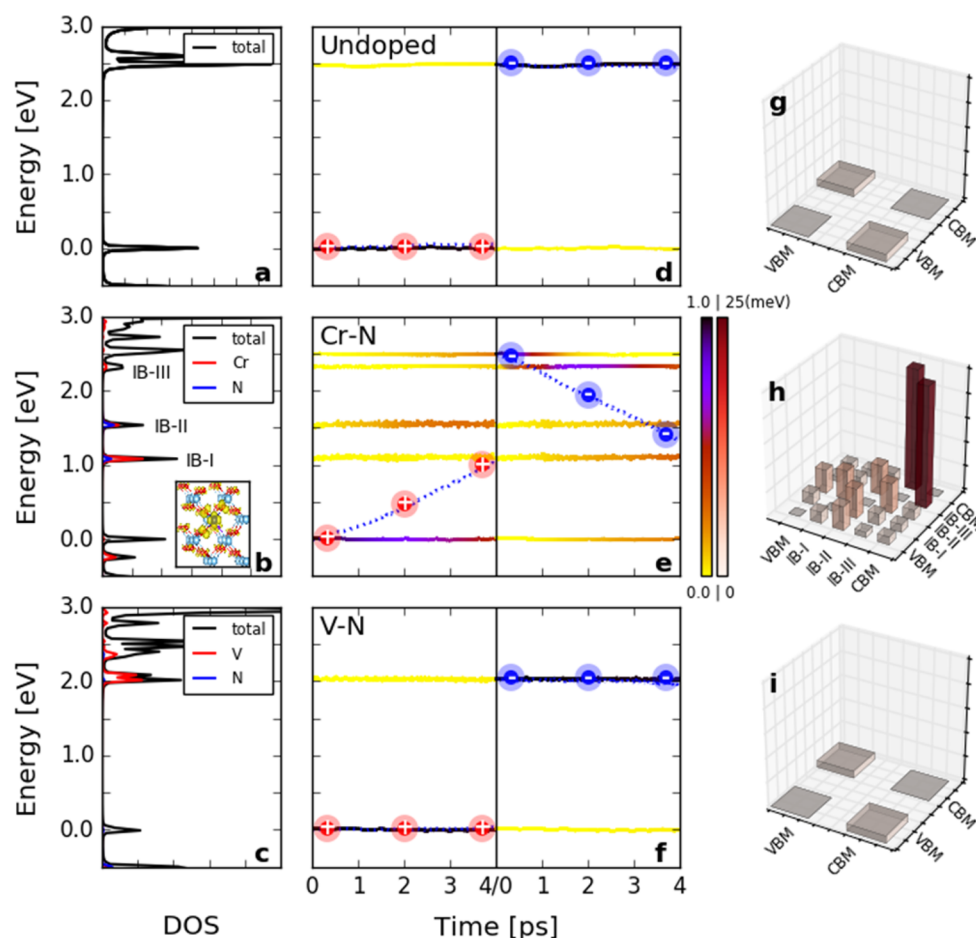 3.0
2.0
1.0
0.0
Energy [eV]
total
a
Undoped
d
g
VBM
CBM
VBM
CBM
3.0
2.0
1.0
0.0
Energy [eV]
total
Cr
N
IB-III
IB-II
IB-I
b
Cr-N
e
1.0 | 25(meV)
0.0 | 0
h
VBM
IB-I
IB-II
IB-III
CBM
VBM
CBM
3.0
2.0
1.0
0.0
Energy [eV]
total
V
N
c
V-N
f
i
VBM
CBM
VBM
CBM
0 1 2 3 4/0 1 2 3 4
DOS
Time [ps]